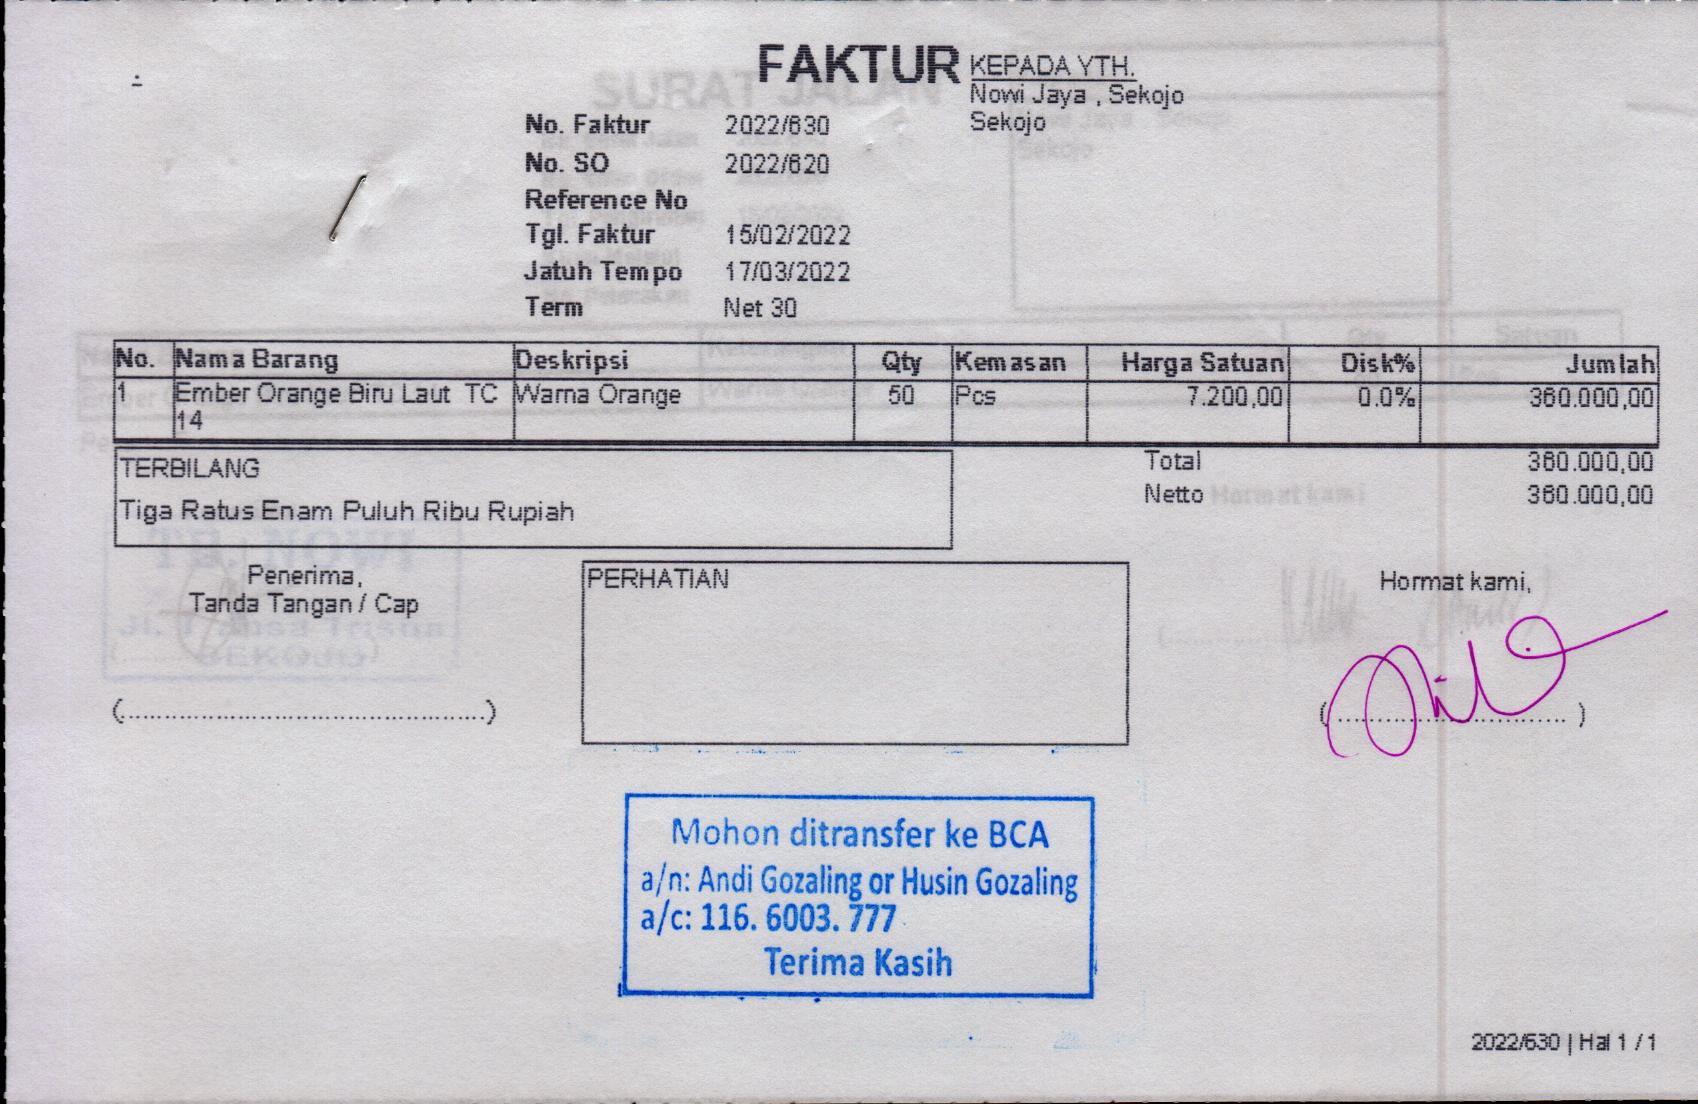 FAKTUR
KEPADA YTH.
Nowi Jaya , Sekojo
Sekojo
No. Faktur 2022/630
No. SO 2022/620
Reference No
Tgl. Faktur 15/02/2022
Jatuh Tempo 17/03/2022
Term Net 30
No. Nama Barang Deskripsi Qty Kemasan Harga Satuan Disk% Jumlah
1 Ember Orange Biru Laut TC Warna Orange 50 Pcs 7.200,00 0.0% 360.000,00
14
TERBILANG
Tiga Ratus Enam Puluh Ribu Rupiah
Total 360.000,00
Netto 360.000,00
Penerima,
Tanda Tangan / Cap
(................................................)
PERHATIAN
Hormat kami,
(................................)
Mohon ditransfer ke BCA
a/n: Andi Gozaling or Husin Gozaling
a/c: 116. 6003. 777
Terima Kasih
2022/630 | Hal 1 / 1
SURAT JALAN
TB. NOWI
SEKOJO